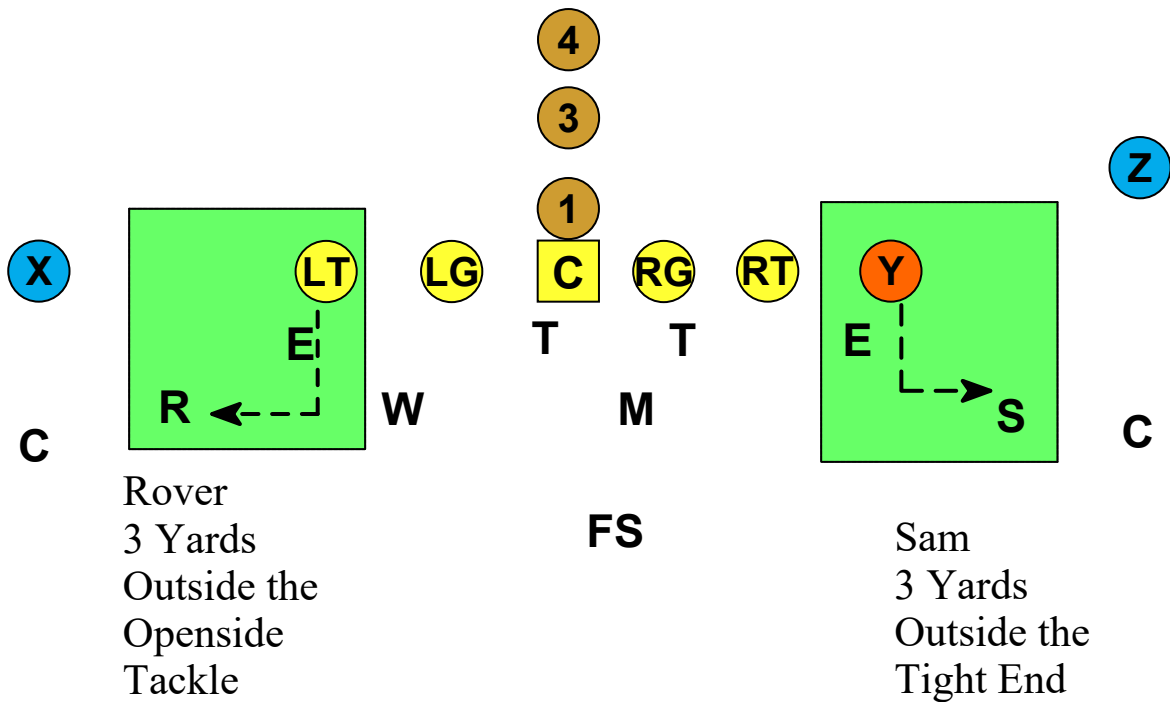 4
3
Z
1
X
LT
LG
C
RG
RT
Y
E
T
T
E
R
W
M
S
C
C
FS
Rover
3 Yards
Outside the
Openside
Tackle
Sam
3 Yards
Outside the
Tight End